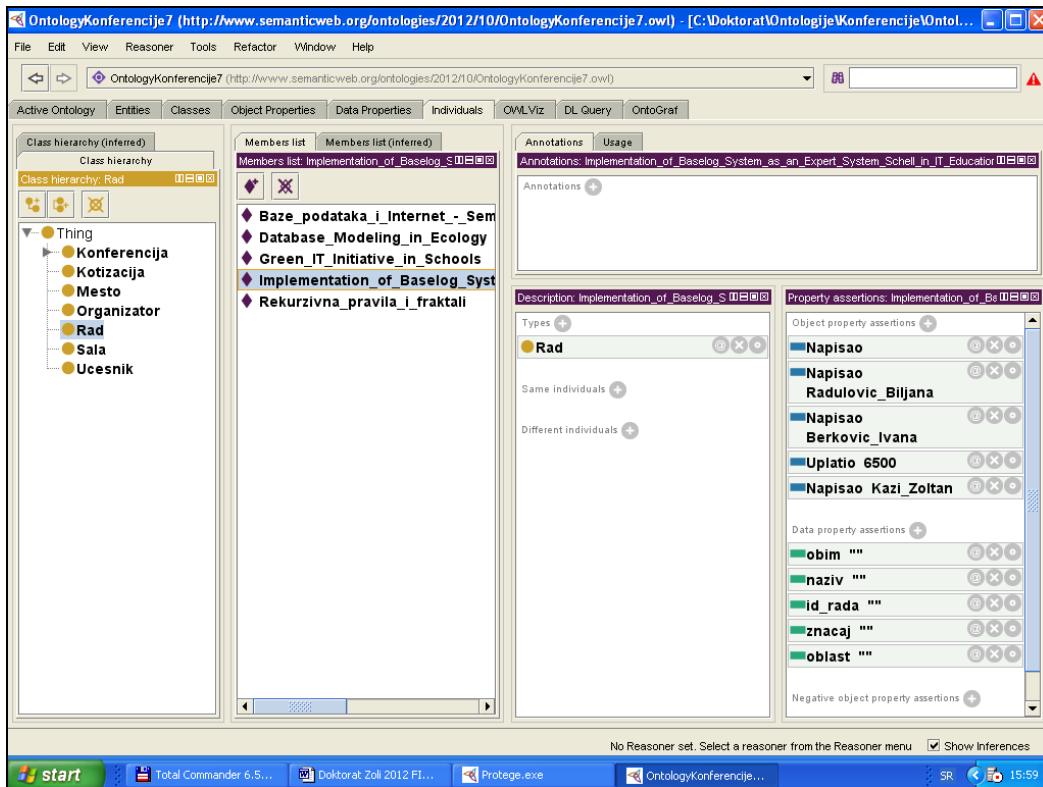 OntologyKonferencije7 (http://www.semanticweb.org/ontologies/2012/10/OntologyKonferencije7.owl) - [C:\Doktorat\Ontologije\Konferencije\Ontol...
File Edit View Reasoner Tools Refactor Window Help
OntologyKonferencije7 (http://www.semanticweb.org/ontologies/2012/10/OntologyKonferencije7.owl)
Active Ontology Entities Classes Object Properties Data Properties Individuals OWLViz DL Query OntoGraf
Class hierarchy (inferred)
Class hierarchy
Class hierarchy: Rad
Thing
Konferencija
Kotizacija
Mesto
Organizator
Rad
Sala
Ucesnik
Members list Members list (inferred)
Members list: Implementation_of_Baselog_S
Baze_podataka_i_Internet_-_Sem
Database_Modeling_in_Ecology
Green_IT_Initiative_in_Schools
Implementation_of_Baselog_Syst
Rekurzivna_pravila_i_fraktali
Annotations Usage
Annotations: Implementation_of_Baselog_System_as_an_Expert_System_Schell_in_IT_Education
Annotations
Description: Implementation_of_Baselog_S
Types
Rad
Same individuals
Different individuals
Property assertions: Implementation_of_Ba
Object property assertions
Napisao
Napisao
Radulovic_Biljana
Napisao
Berkovic_Ivana
Uplatio 6500
Napisao Kazi_Zoltan
Data property assertions
obim ""
naziv ""
id_rada ""
znacaj ""
oblast ""
Negative object property assertions
No Reasoner set. Select a reasoner from the Reasoner menu Show Inferences
start Total Commander 6.5... Doktorat Zoli 2012 FI... Protege.exe OntologyKonferencije... SR 15:59